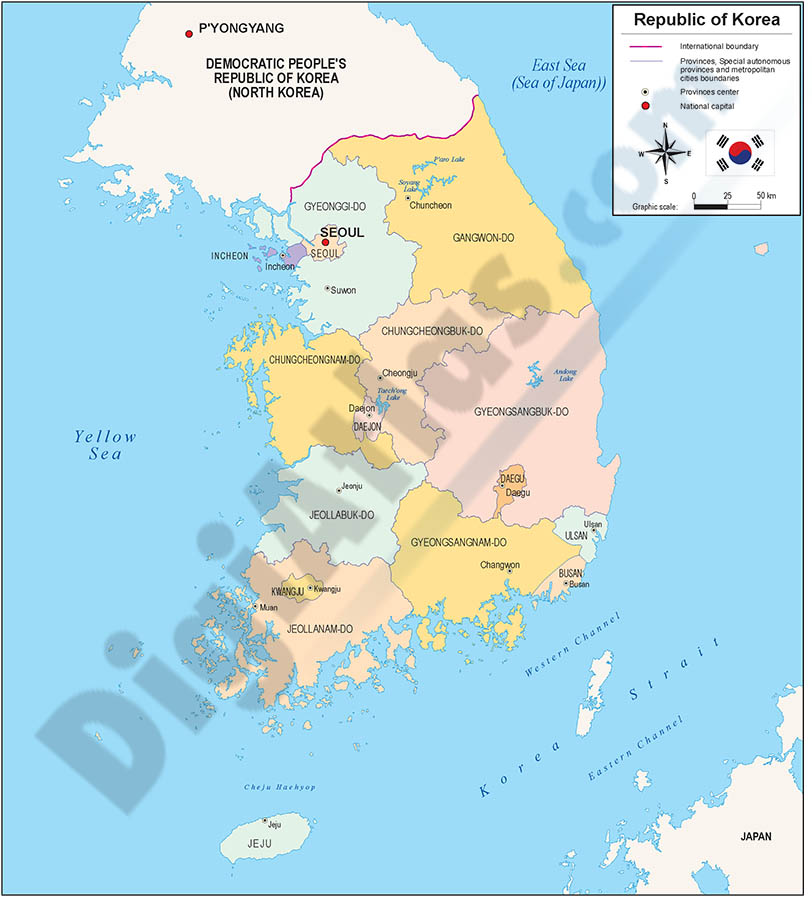 P'YONGYANG
DEMOCRATIC PEOPLE'S
REPUBLIC OF KOREA
(NORTH KOREA)
East Sea
(Sea of Japan))
Republic of Korea
International boundary
Provinces, Special autonomous
provinces and metropolitan
cities boundaries
Provinces center
National capital
N
W
E
S
Graphic scale:
0
25
50 km
P'aro Lake
Soyang
Lake
Chuncheon
GYEONGGI-DO
GANGWON-DO
SEOUL
SEOUL
INCHEON
Incheon
Suwon
CHUNGCHEONGBUK-DO
CHUNGCHEONGNAM-DO
Cheongju
Taech'ong
Lake
Andong
Lake
Daejon
DAEJON
GYEONGSANGBUK-DO
Yellow
Sea
DAEGU
Daegu
Jeonju
JEOLLABUK-DO
Ulsan
ULSAN
GYEONGSANGNAM-DO
Changwon
BUSAN
Busan
KWANGJU
Kwangju
Muan
JEOLLANAM-DO
Western Channel
Korea Strait
Eastern Channel
Cheju Haehyop
Jeju
JEJU
JAPAN
Digi4tlas.com